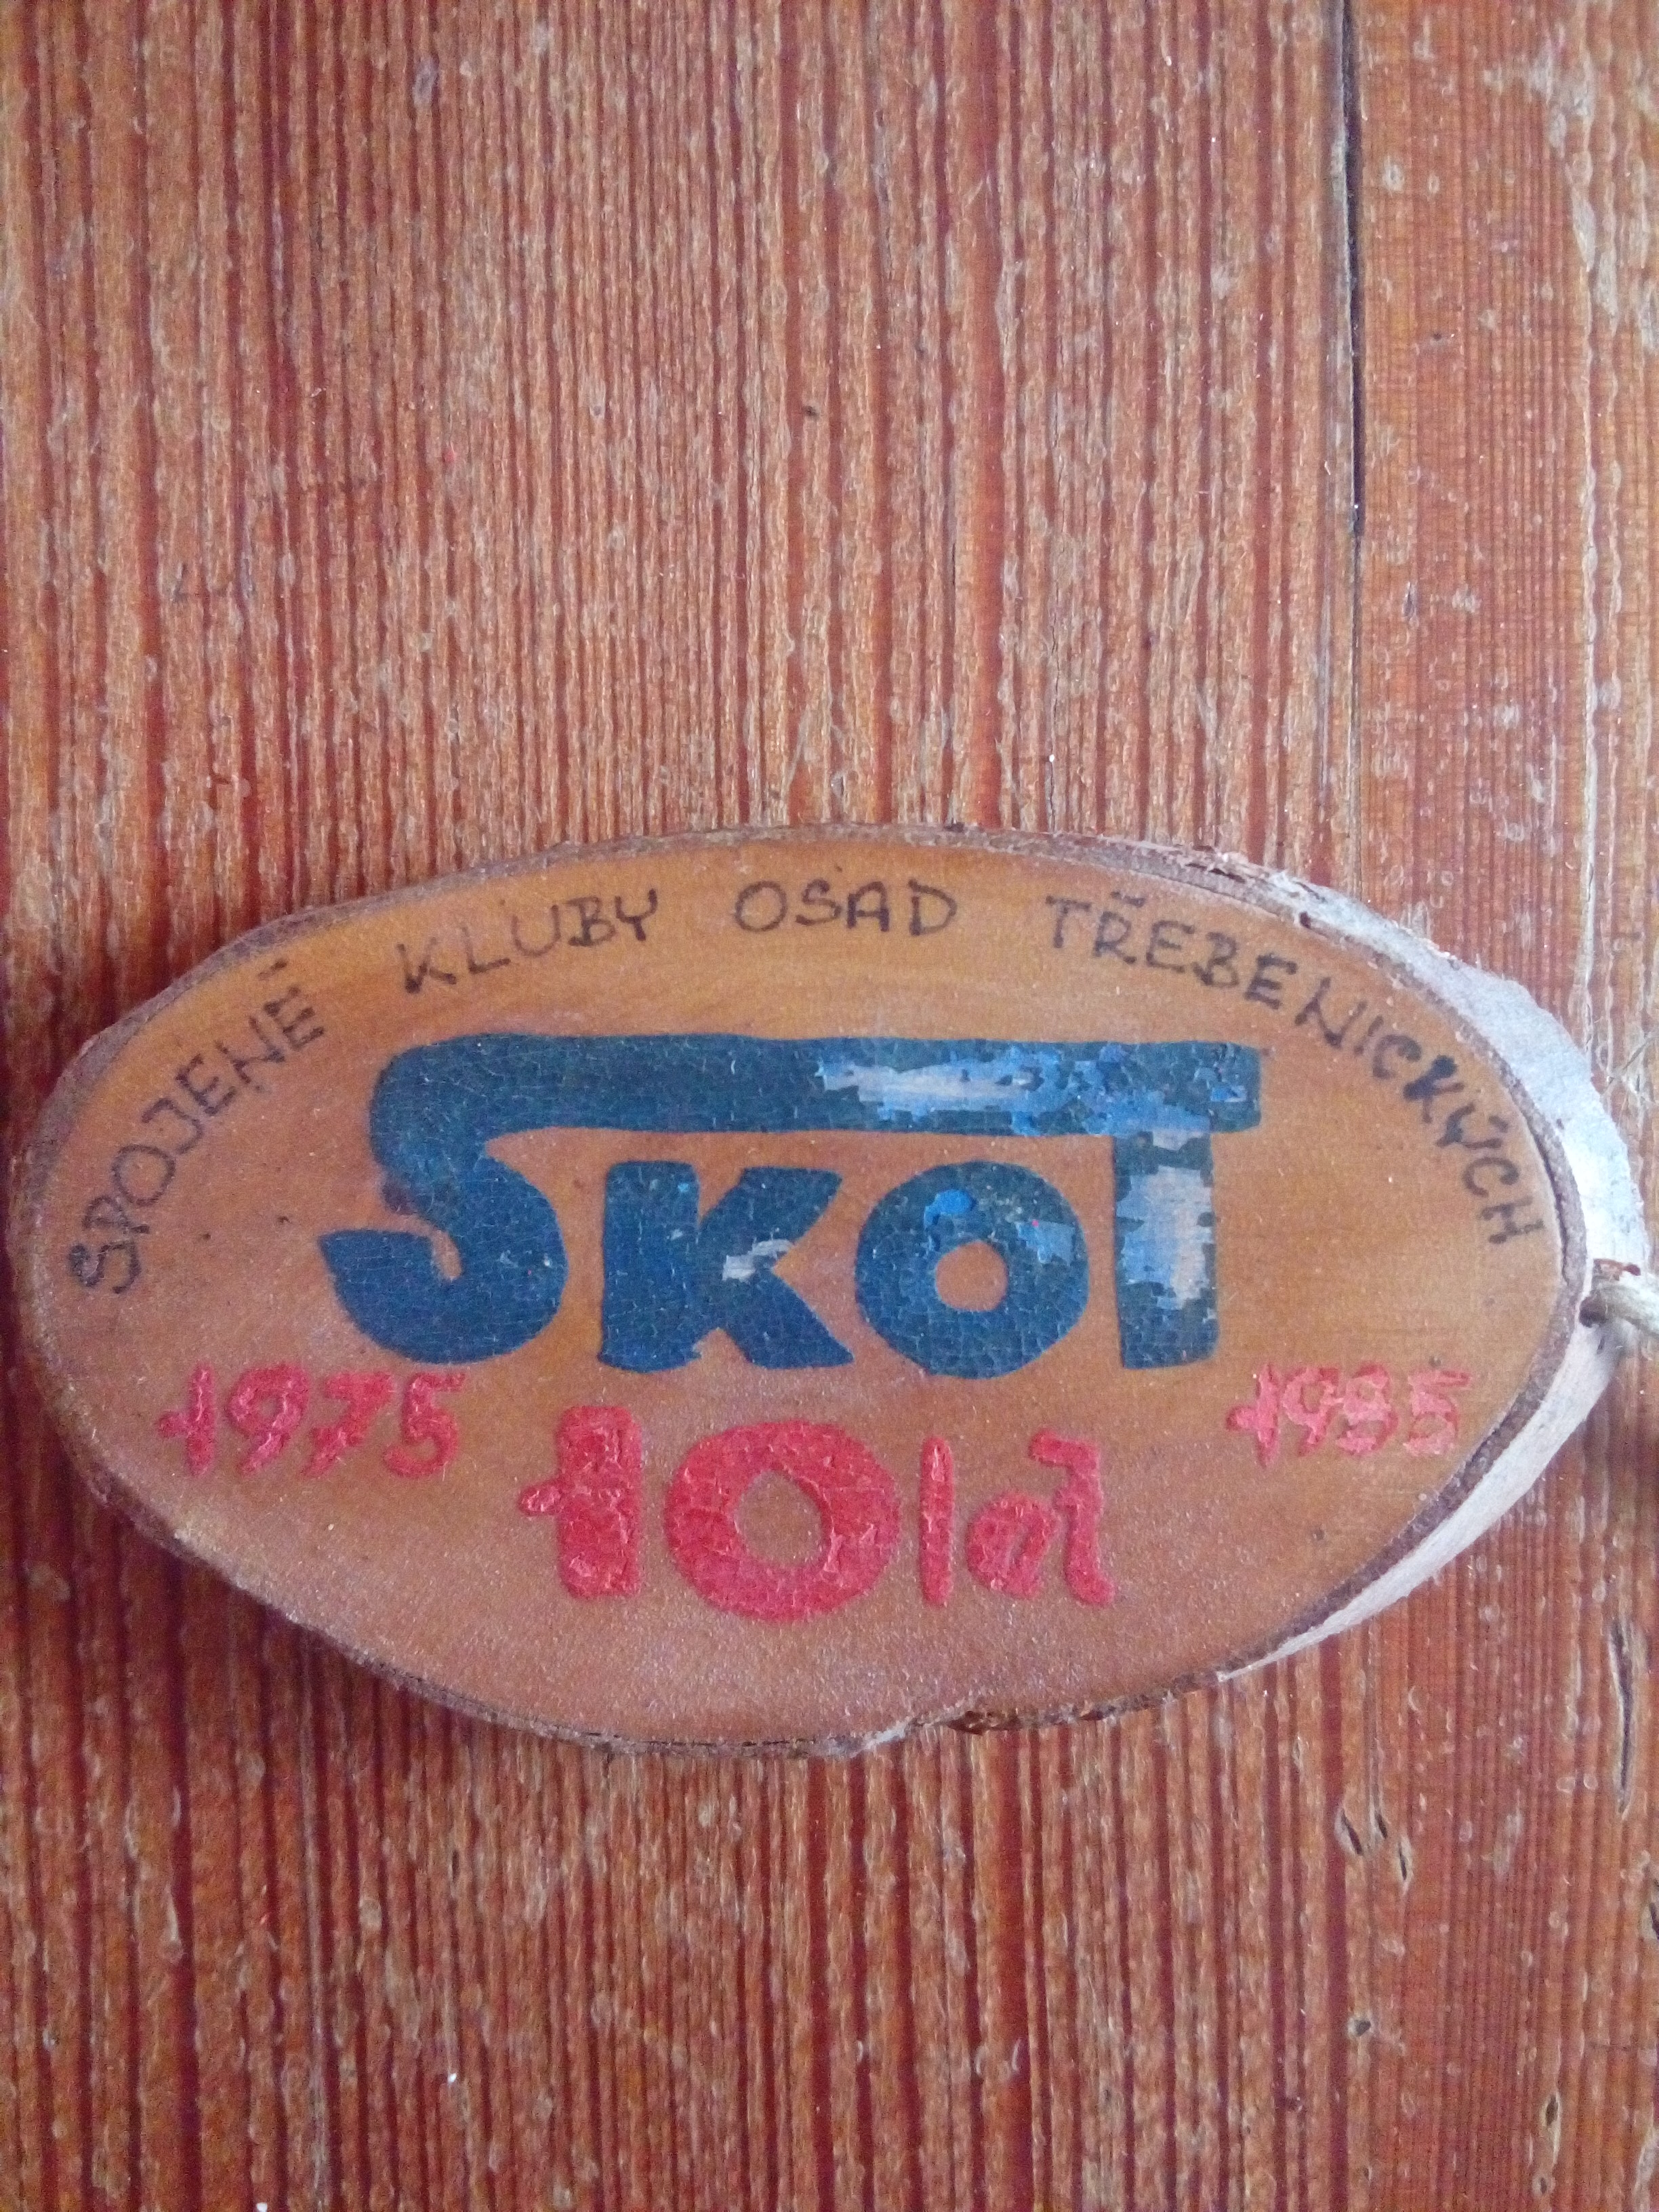 SPOJENÉ KLUBY OSAD TŘEBENICKÝCH
SKOT
1975 10 let 1985